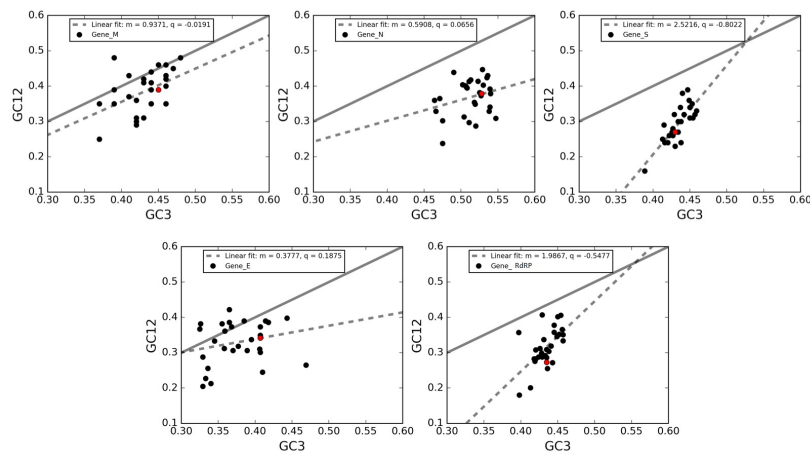 Linear fit: m = 0.9371, q = -0.0191
Gene_M
0.6
0.5
0.4
0.3
0.2
0.1
GC12
0.30 0.35 0.40 0.45 0.50 0.55 0.60
GC3
Linear fit: m = 0.5908, q = 0.0656
Gene_N
0.6
0.5
0.4
0.3
0.2
0.1
GC12
0.30 0.35 0.40 0.45 0.50 0.55 0.60
GC3
Linear fit: m = 2.5216, q = -0.8022
Gene_S
0.6
0.5
0.4
0.3
0.2
0.1
GC12
0.30 0.35 0.40 0.45 0.50 0.55 0.60
GC3
Linear fit: m = 0.3777, q = 0.1875
Gene_E
0.6
0.5
0.4
0.3
0.2
0.1
GC12
0.30 0.35 0.40 0.45 0.50 0.55 0.60
GC3
Linear fit: m = 1.9867, q = -0.5477
Gene_ RdRP
0.6
0.5
0.4
0.3
0.2
0.1
GC12
0.30 0.35 0.40 0.45 0.50 0.55 0.60
GC3